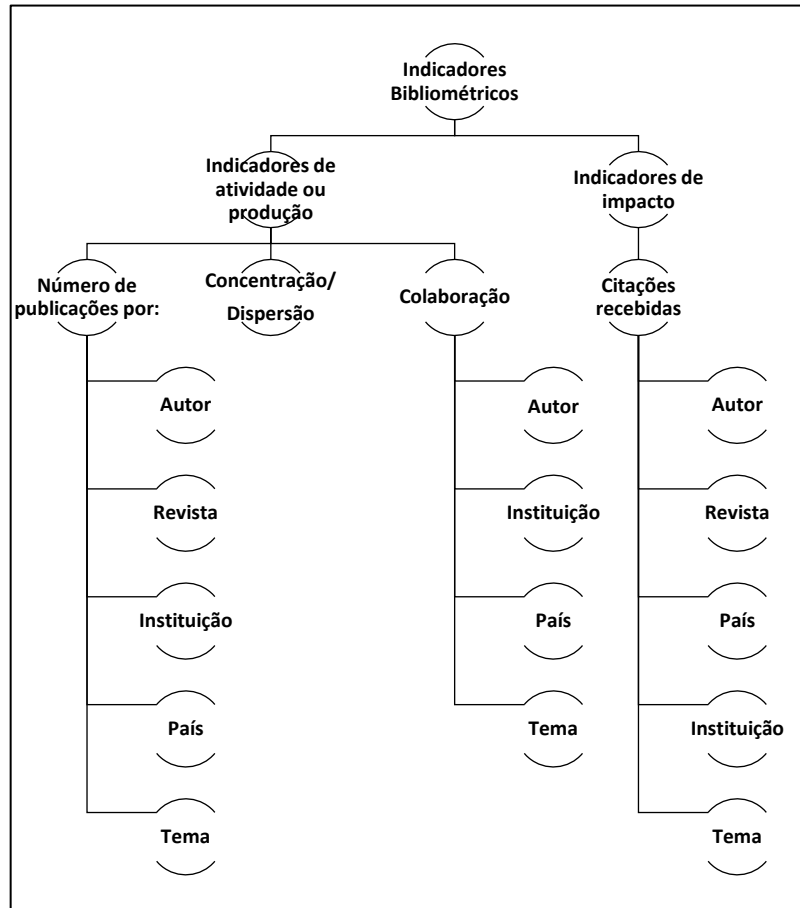 Indicadores
Bibliométricos
Indicadores de
atividade ou
produção
Indicadores de
impacto
Número de
publicações por:
Concentração/
Dispersão
Colaboração
Citações
recebidas
Autor
Revista
Instituição
País
Tema
Autor
Instituição
País
Tema
Autor
Revista
País
Instituição
Tema